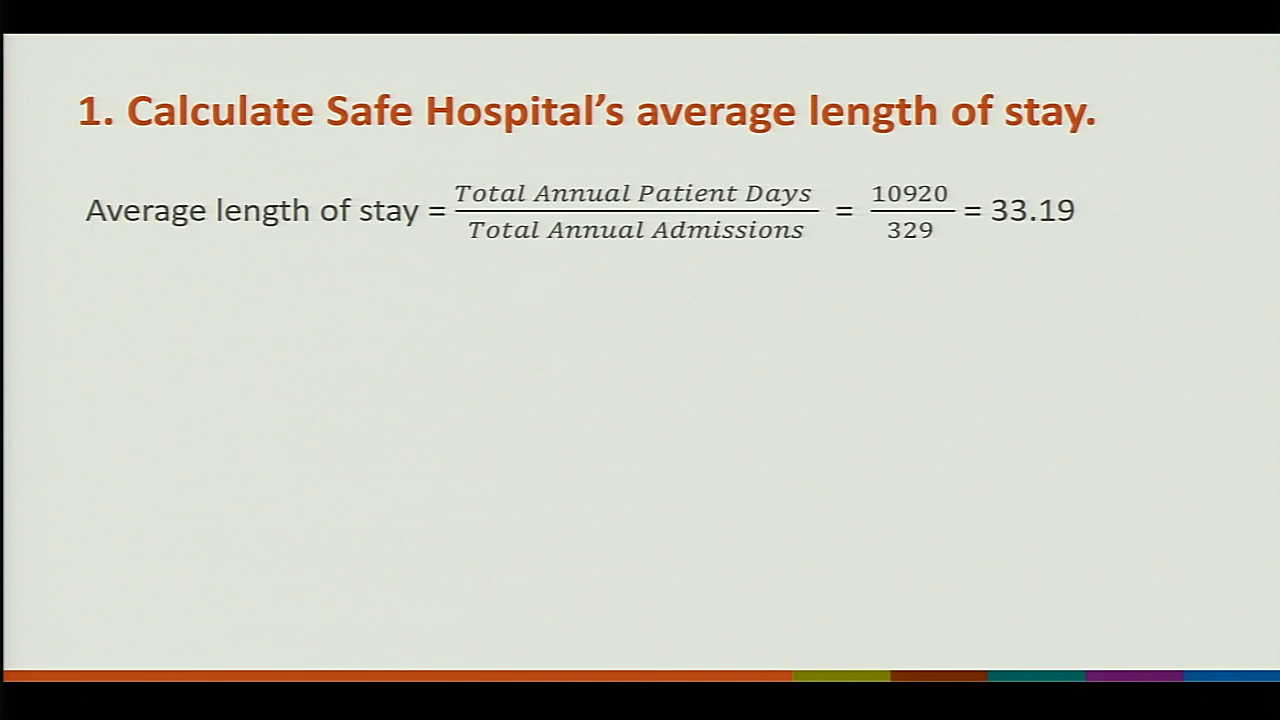 1. Calculate Safe Hospital’s average length of stay.
Average length of stay = Total Annual Patient Days / Total Annual Admissions = 10920 / 329 = 33.19